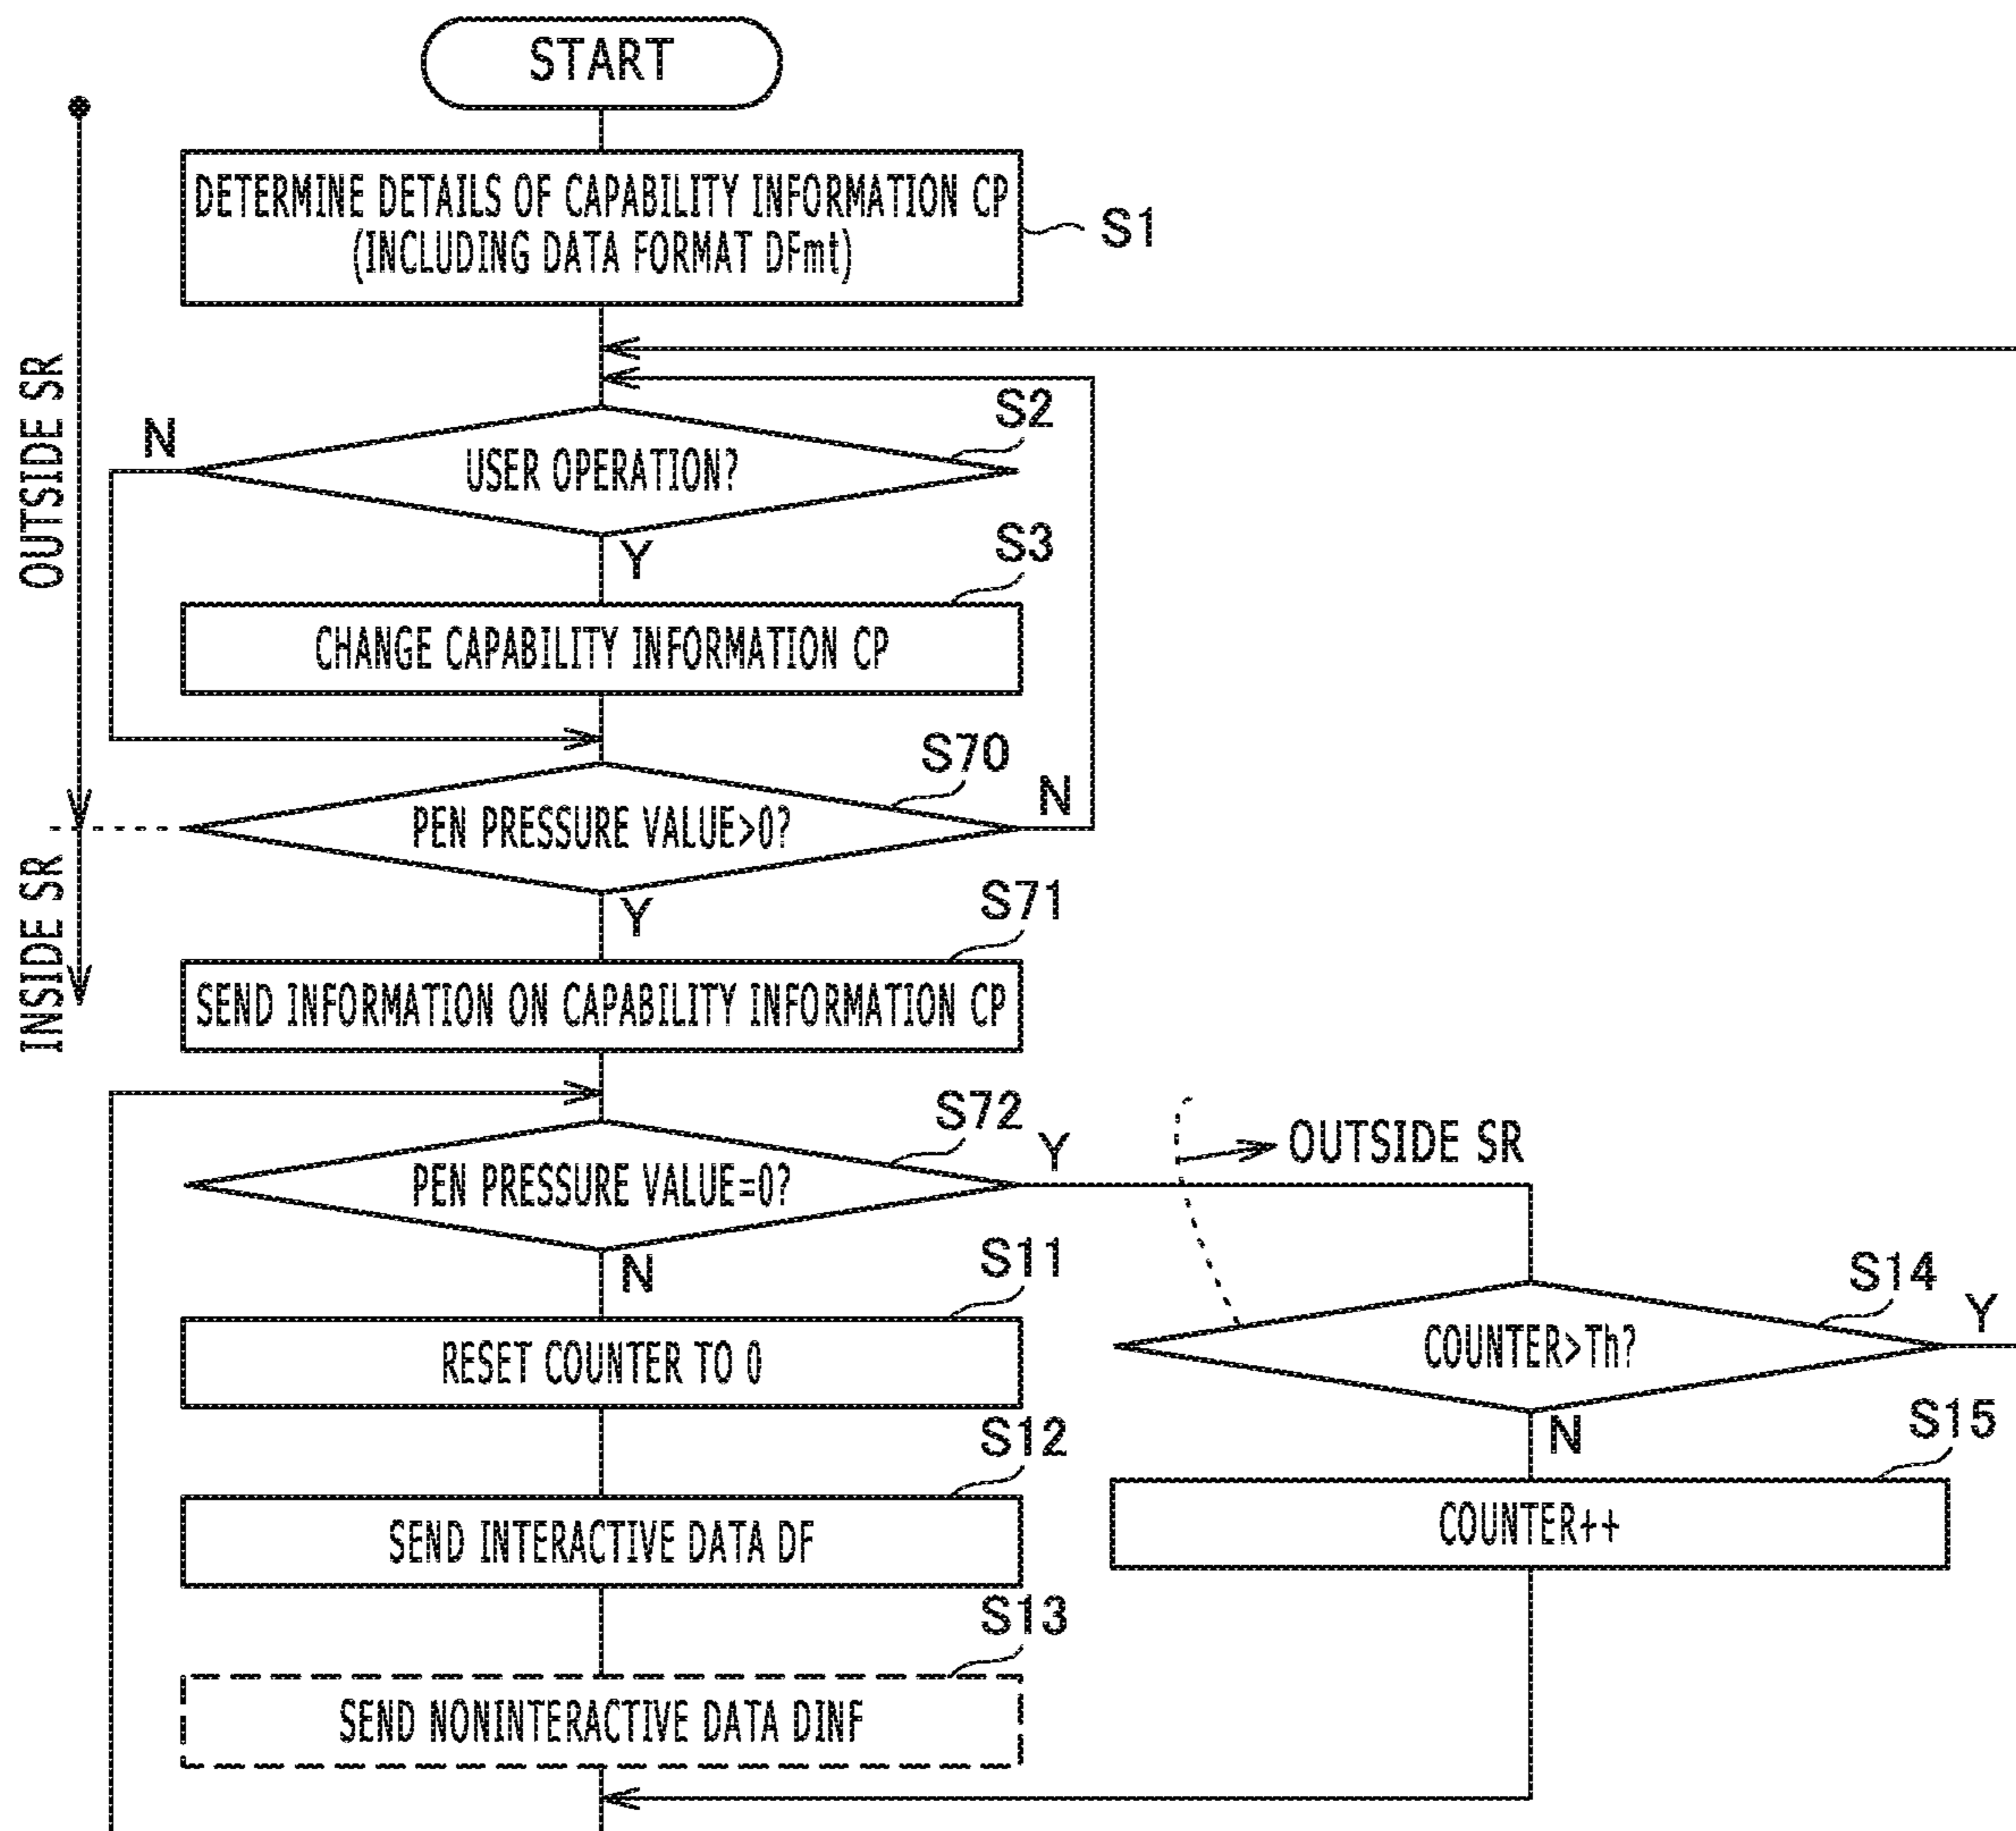 START
DETERMINE DETAILS OF CAPABILITY INFORMATION CP
(INCLUDING DATA FORMAT DFmt)
S1
OUTSIDE SR
S2
N
USER OPERATION?
Y
S3
CHANGE CAPABILITY INFORMATION CP
S70
N
PEN PRESSURE VALUE>0?
INSIDE SR
Y
S71
SEND INFORMATION ON CAPABILITY INFORMATION CP
S72
Y
OUTSIDE SR
PEN PRESSURE VALUE=0?
N
S11
RESET COUNTER TO 0
S14
Y
COUNTER>Th?
N
S12
SEND INTERACTIVE DATA DF
S15
COUNTER++
S13
SEND NONINTERACTIVE DATA DINF